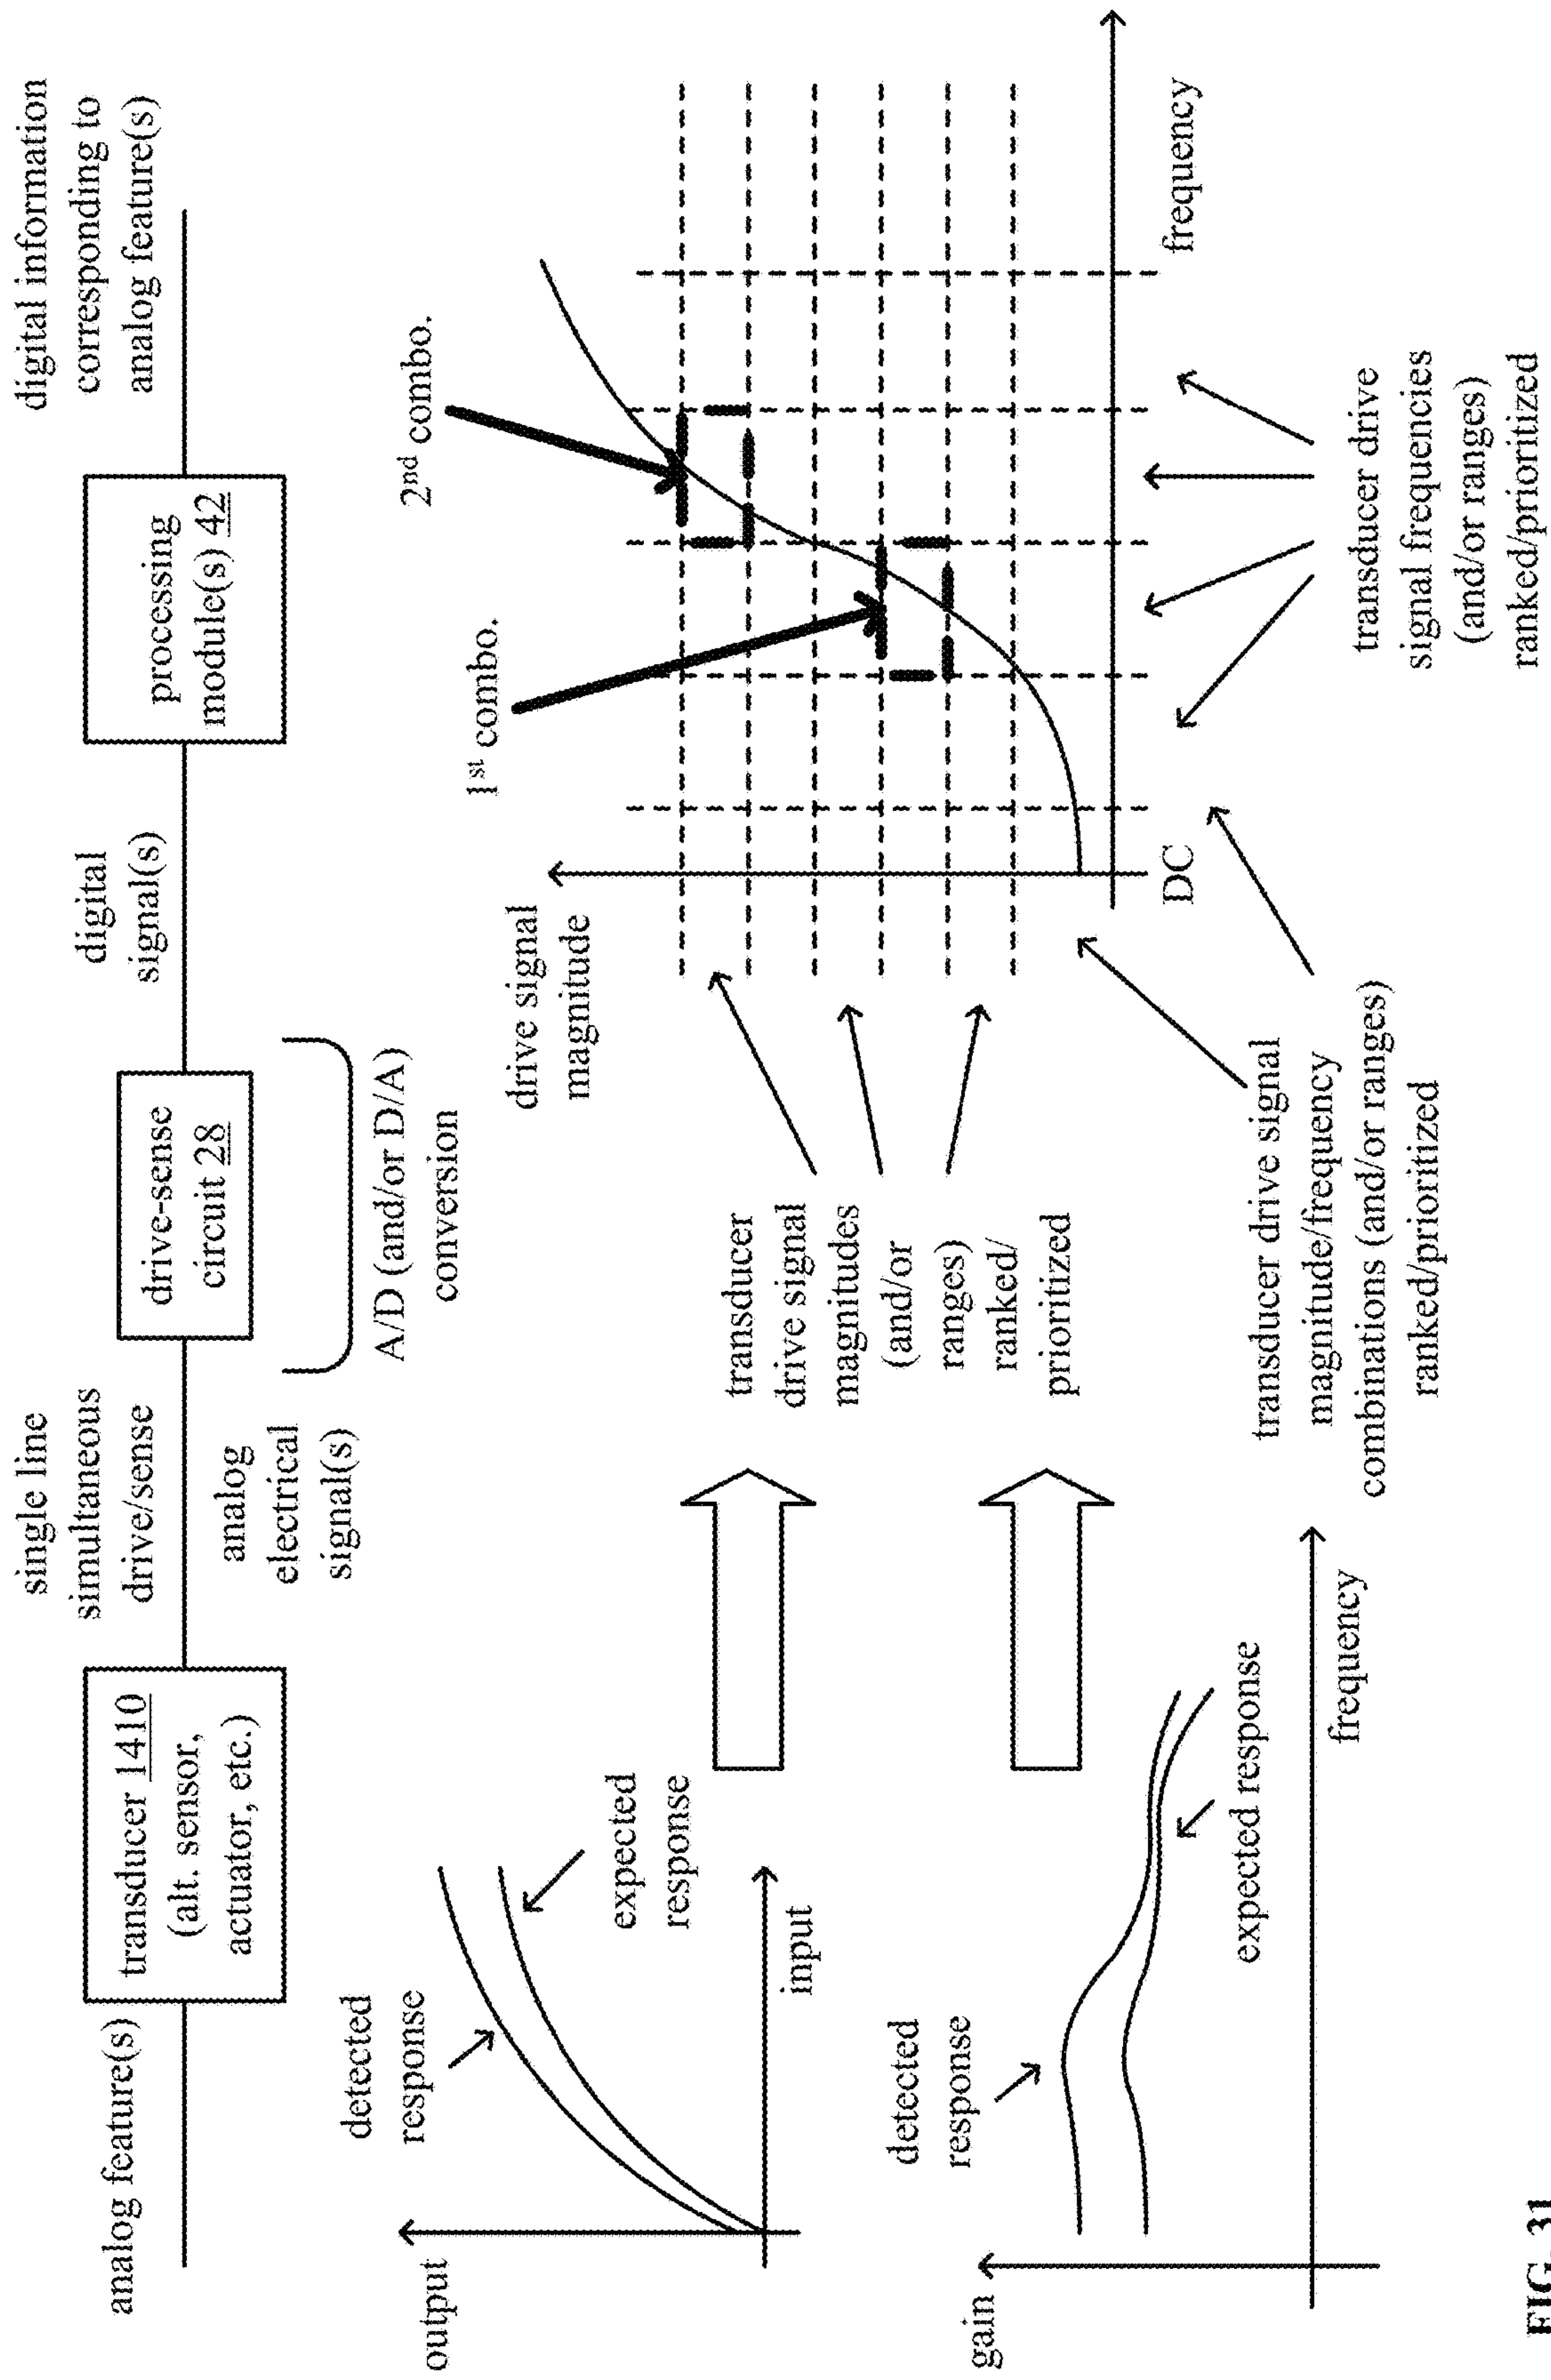 analog feature(s)
transducer 1410
(alt. sensor,
actuator, etc.)
single line
simultaneous
drive/sense
analog
electrical
signal(s)
drive-sense
circuit 28
A/D (and/or D/A)
conversion
digital
signal(s)
processing
module(s) 42
digital information
corresponding to
analog feature(s)
output
detected
response
expected
response
input
gain
detected
response
expected response
frequency
transducer
drive signal
magnitudes
(and/or
ranges)
ranked/
prioritized
drive signal
magnitude
1st combo.
2nd combo.
DC
frequency
transducer drive signal
magnitude/frequency
combinations (and/or ranges)
ranked/prioritized
transducer drive
signal frequencies
(and/or ranges)
ranked/prioritized
FIG. 31